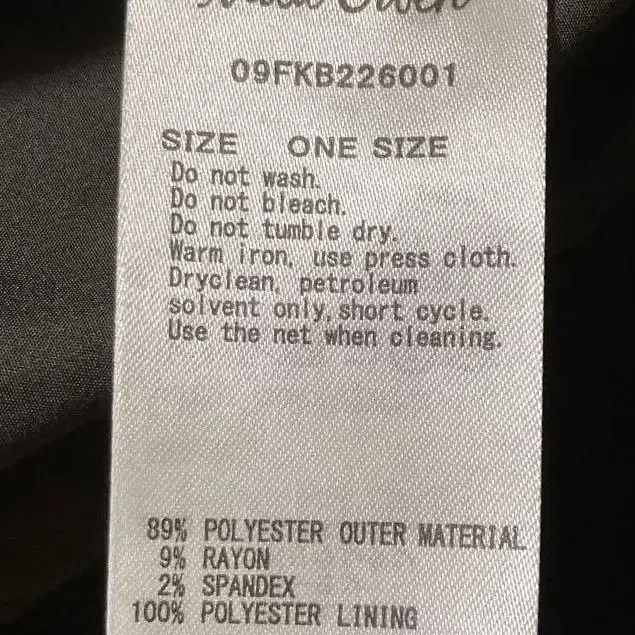 09FKB226001
SIZE ONE SIZE
Do not wash.
Do not bleach.
Do not tumble dry.
Warm iron, use press cloth.
Dryclean, petroleum
solvent only, short cycle.
Use the net when cleaning.
89% POLYESTER OUTER MATERIAL
9% RAYON
2% SPANDEX
100% POLYESTER LINING